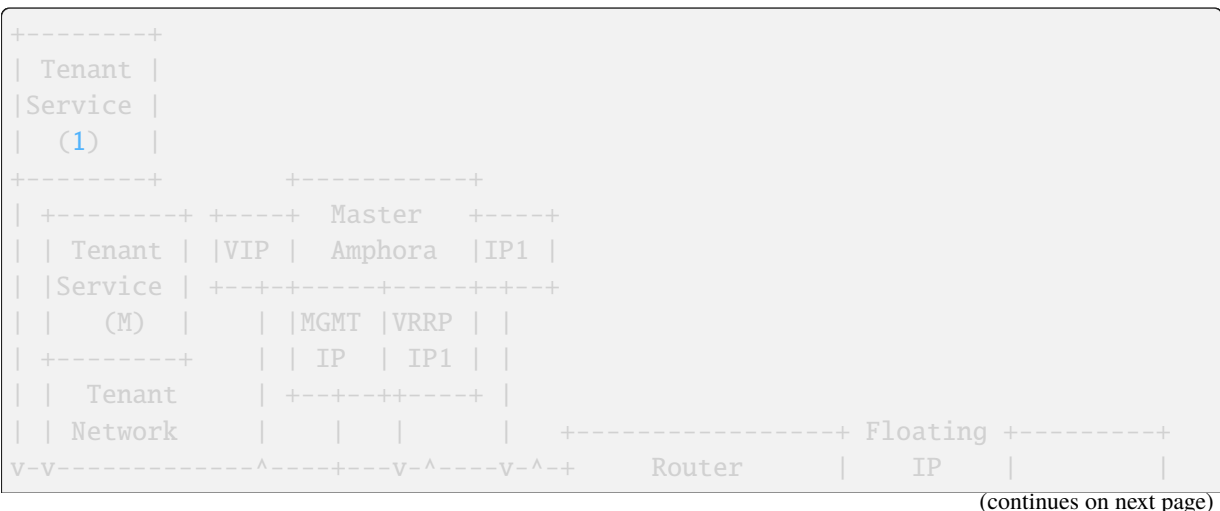 +--------+
| Tenant |
|Service |
|  (1)   |
+--------+         +-----------+
| +--------+ +----+  Master   +----+
| | Tenant | |VIP |  Amphora  |IP1 |
| |Service | +--+-+-----+-----+-+--+
| |   (M)  |    | |MGMT |VRRP | |
| +--------+    | | IP  | IP1 | |
| |  Tenant     | +--+--++----+ |
| | Network     |    |   |      |   +-----------------+ Floating +---------+
v-v-------------^----+---v-^----v-^-+     Router      |    IP    |         |
(continues on next page)